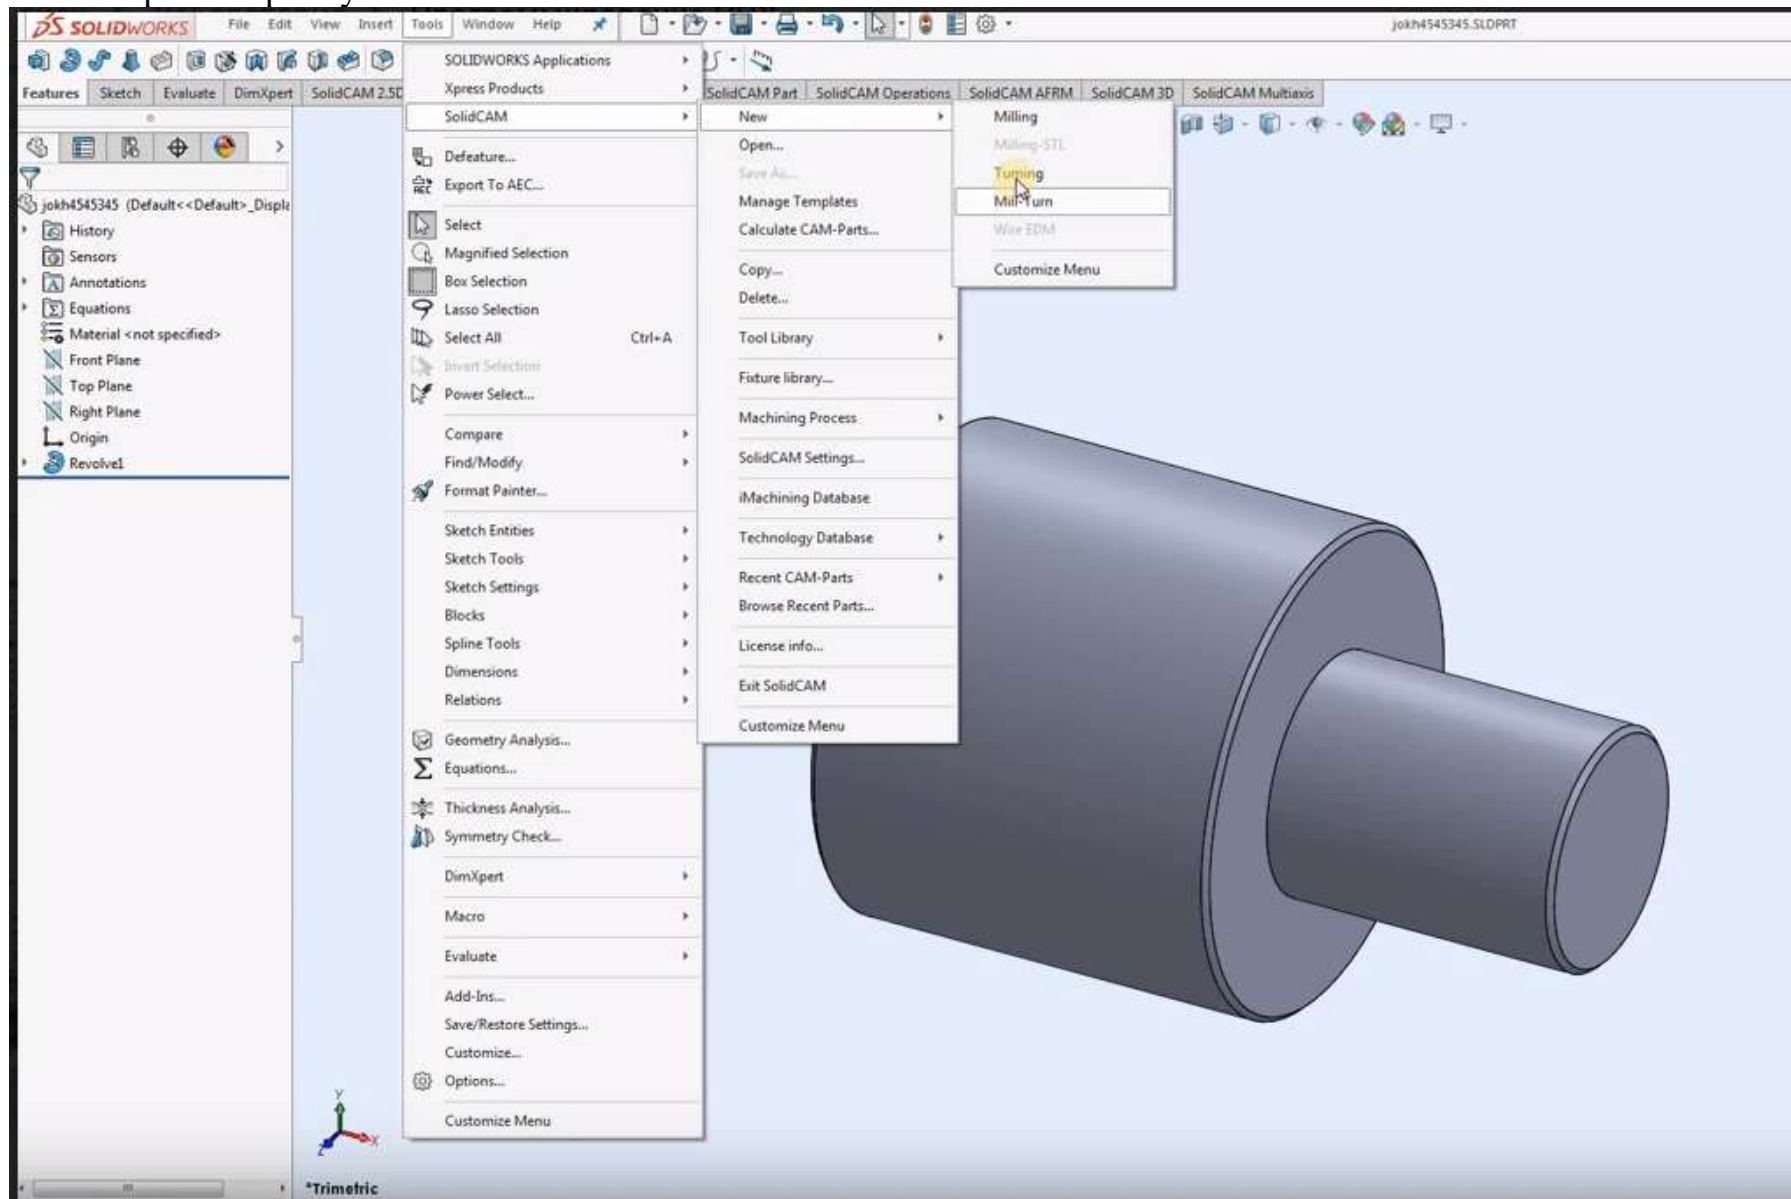 SOLIDWORKS File Edit View Insert Tools Window Help jokh4545345.SLDPRT
Features Sketch Evaluate DimXpert SolidCAM 2.5D SolidCAM Part SolidCAM Operations SolidCAM AFRM SolidCAM 3D SolidCAM Multiaxis
jokh4545345 (Default<<Default>_Displa
History
Sensors
Annotations
Equations
Material <not specified>
Front Plane
Top Plane
Right Plane
Origin
Revolve1
SOLIDWORKS Applications
Xpress Products
SolidCAM
Defeature...
Export To AEC...
Select
Magnified Selection
Box Selection
Lasso Selection
Select All Ctrl+A
Invert Selection
Power Select...
Compare
Find/Modify
Format Painter...
Sketch Entities
Sketch Tools
Sketch Settings
Blocks
Spline Tools
Dimensions
Relations
Geometry Analysis...
Equations...
Thickness Analysis...
Symmetry Check...
DimXpert
Macro
Evaluate
Add-Ins...
Save/Restore Settings...
Customize...
Options...
Customize Menu
New
Open...
Save As...
Manage Templates
Calculate CAM-Parts...
Copy...
Delete...
Tool Library
Fixture library...
Machining Process
SolidCAM Settings...
iMachining Database
Technology Database
Recent CAM-Parts
Browse Recent Parts...
License info...
Exit SolidCAM
Customize Menu
Milling
Milling-STL
Turning
Mill-Turn
Wire EDM
Customize Menu
Y
X
Z
*Trimetric